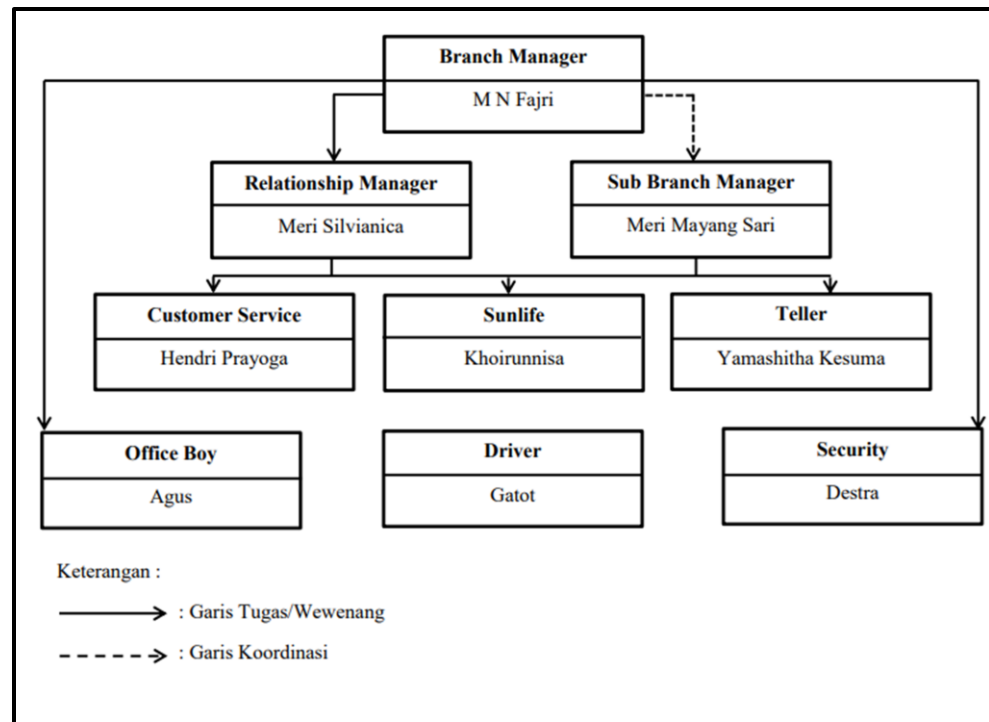 Branch Manager
M N Fajri
Relationship Manager
Meri Silvianica
Sub Branch Manager
Meri Mayang Sari
Customer Service
Hendri Prayoga
Sunlife
Khoirunnisa
Teller
Yamashitha Kesuma
Office Boy
Agus
Driver
Gatot
Security
Destra
Keterangan :
: Garis Tugas/Wewenang
: Garis Koordinasi